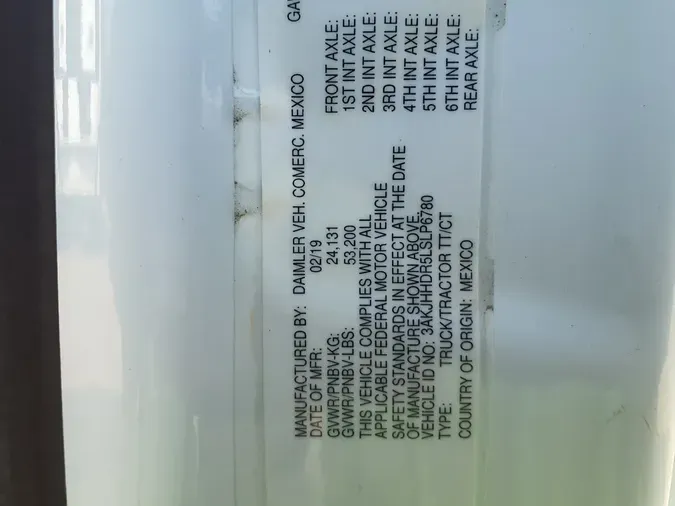 MANUFACTURED BY: DAIMLER VEH. COMERC. MEXICO
DATE OF MFR: 02/19
GVWR/PNBV-KG: 24,131
GVWR/PNBV-LBS: 53,200
THIS VEHICLE COMPLIES WITH ALL
APPLICABLE FEDERAL MOTOR VEHICLE
SAFETY STANDARDS IN EFFECT AT THE DATE
OF MANUFACTURE SHOWN ABOVE.
VEHICLE ID NO: 3AKJHHDR5LSLP6780
TYPE: TRUCK/TRACTOR TT/CT
COUNTRY OF ORIGIN: MEXICO
FRONT AXLE:
1ST INT AXLE:
2ND INT AXLE:
3RD INT AXLE:
4TH INT AXLE:
5TH INT AXLE:
6TH INT AXLE:
REAR AXLE: